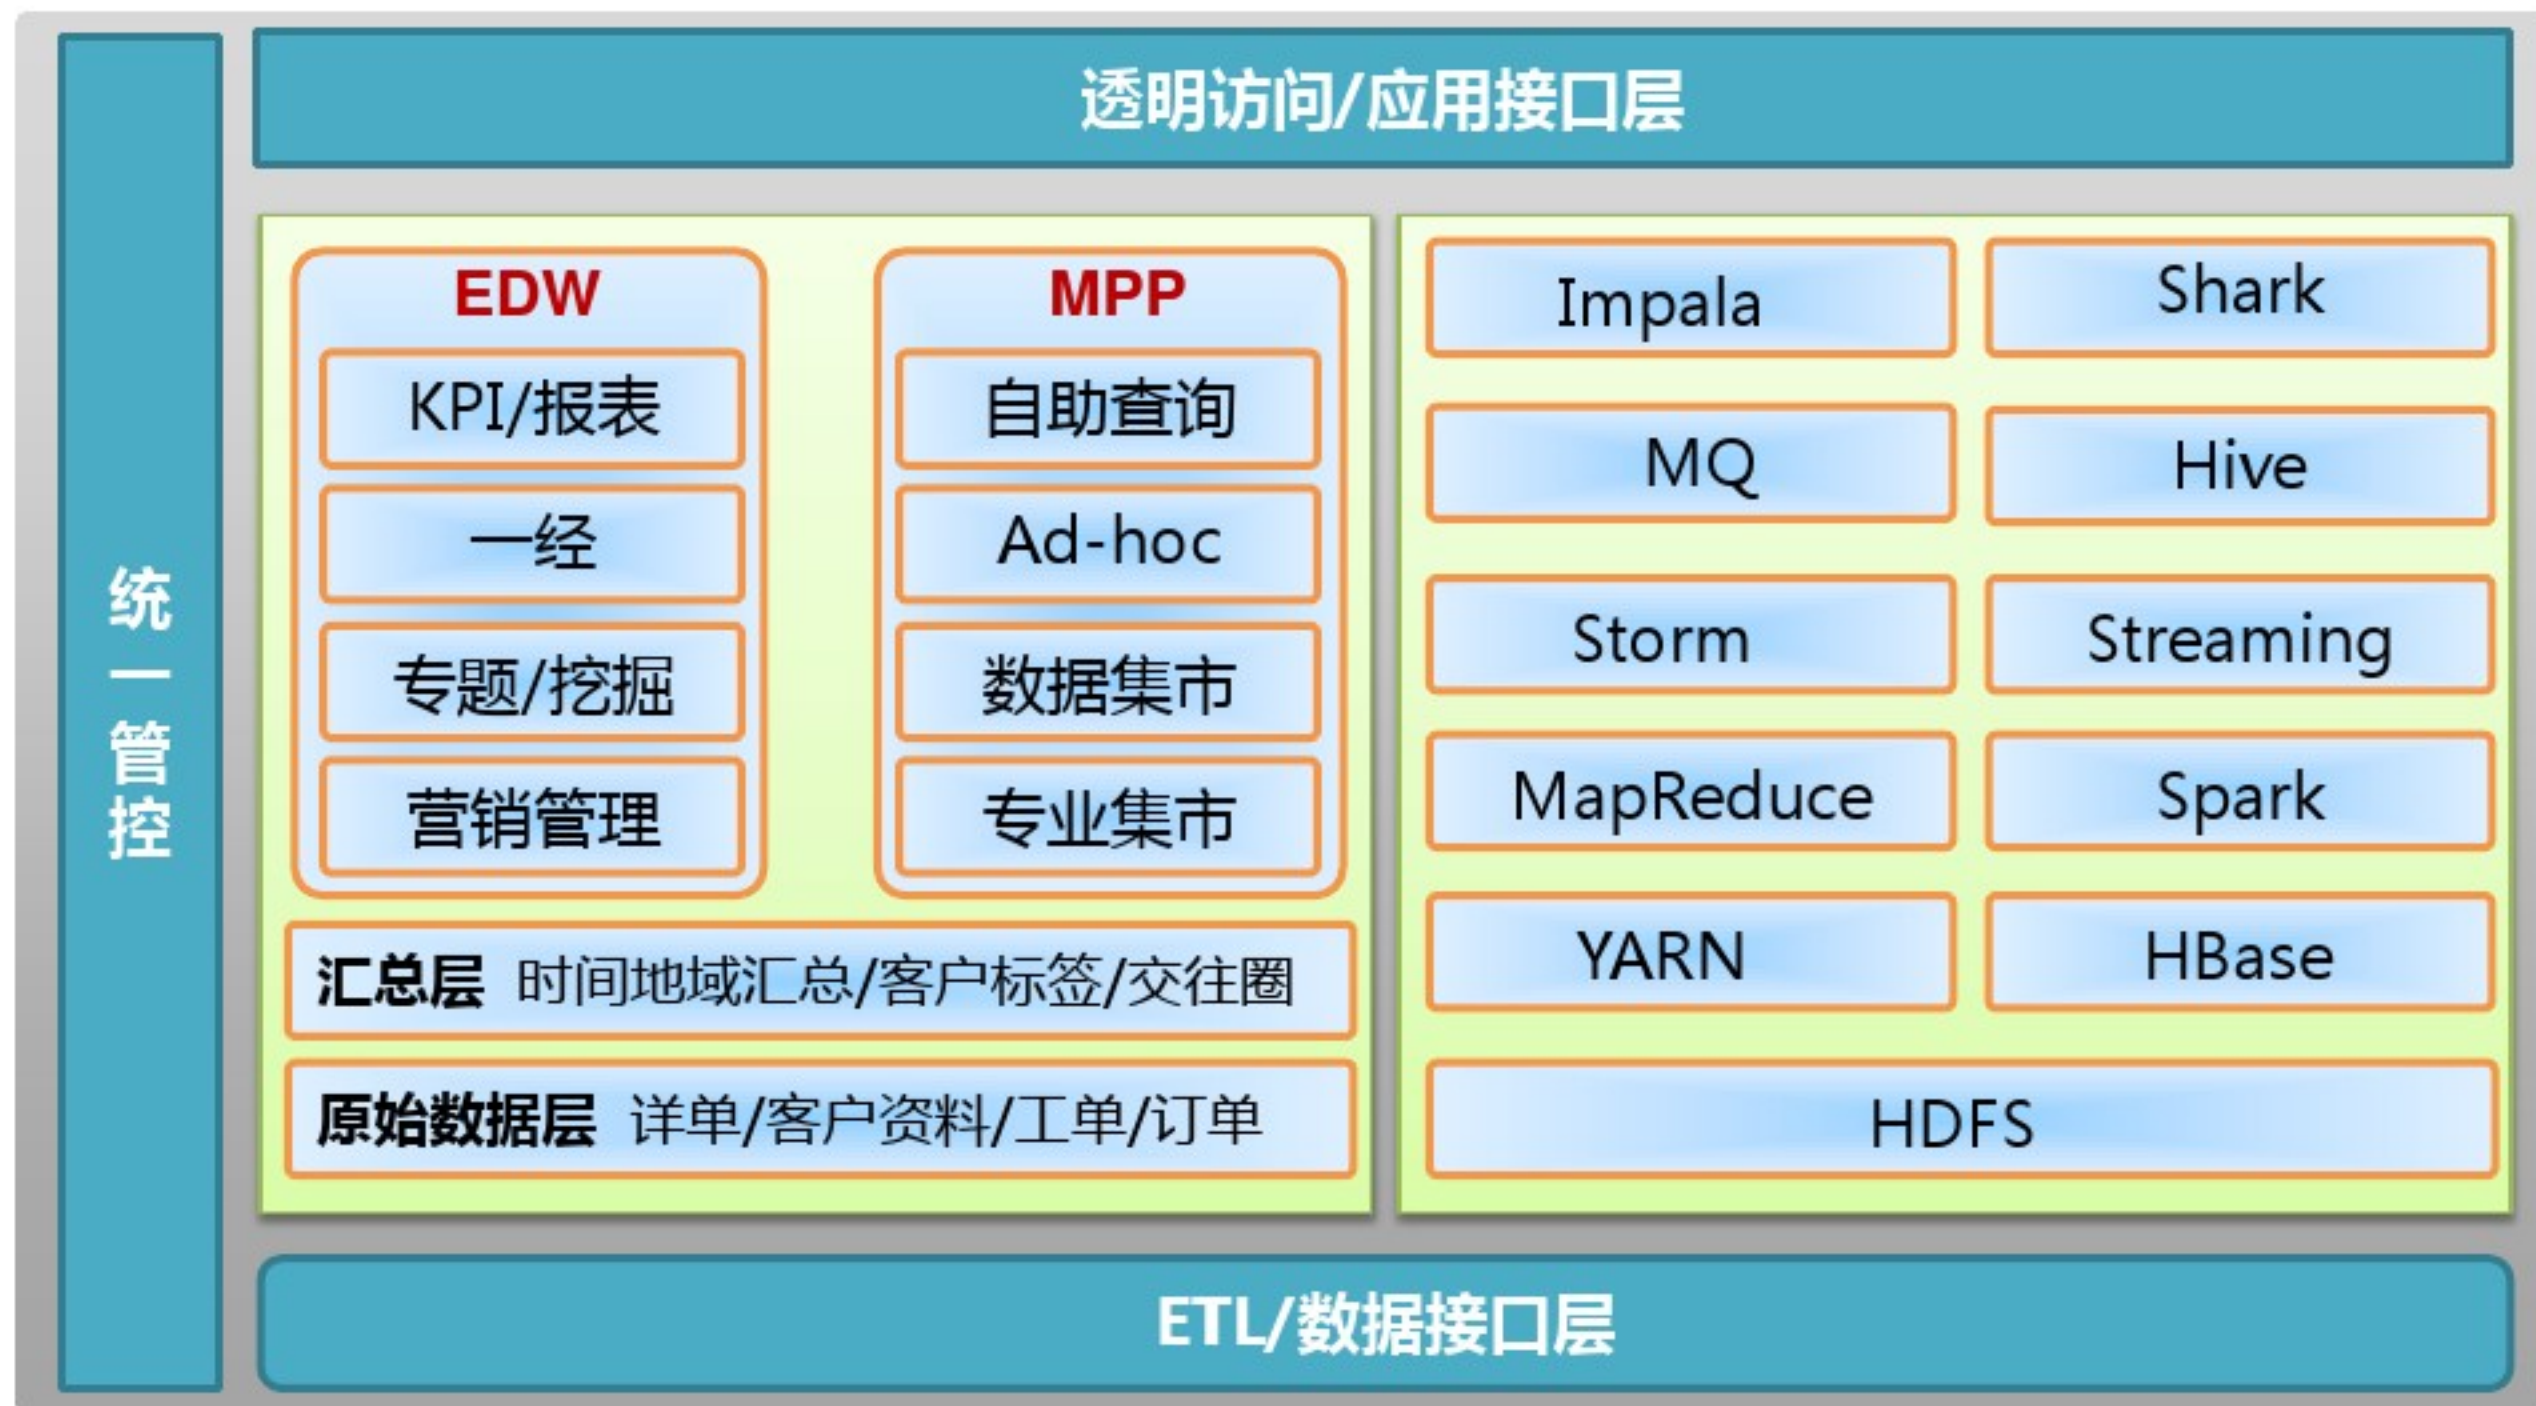 透明访问/应用接口层
统一管控
EDW
KPI/报表
一经
专题/挖掘
营销管理
MPP
自助查询
Ad-hoc
数据集市
专业集市
汇总层 时间地域汇总/客户标签/交往圈
原始数据层 详单/客户资料/工单/订单
Impala
Shark
MQ
Hive
Storm
Streaming
MapReduce
Spark
YARN
HBase
HDFS
ETL/数据接口层